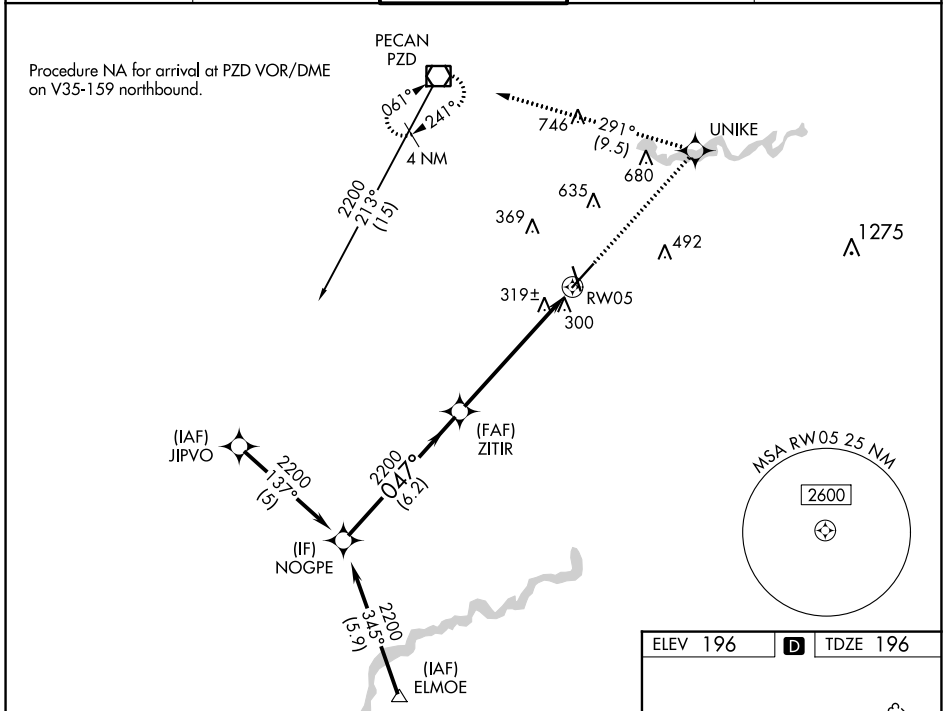 Procedure NA for arrival at PZD VOR/DME
on V35-159 northbound.
PECAN
PZD
061°
241°
4 NM
2200
213°
(15)
746
291°
(9.5)
UNIKE
680
635
369
492
1275
319±
RW05
300
(IAF)
JIPVO
2200
137°
(5)
2200
047°
(6.2)
(FAF)
ZITIR
(IF)
NOGPE
2200
345°
(5.9)
(IAF)
ELMOE
MSA RW05 25 NM
2600
ELEV 196
D
TDZE 196